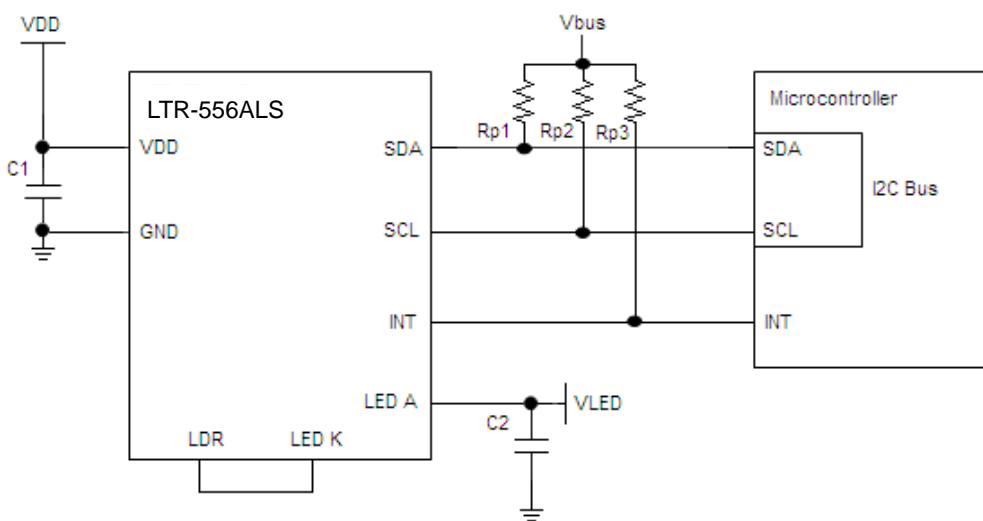 VDD
Vbus
LTR-556ALS
Microcontroller
Rp1
Rp2
Rp3
VDD
SDA
SDA
C1
I2C Bus
GND
SCL
SCL
INT
INT
LED A
VLED
C2
LDR
LED K